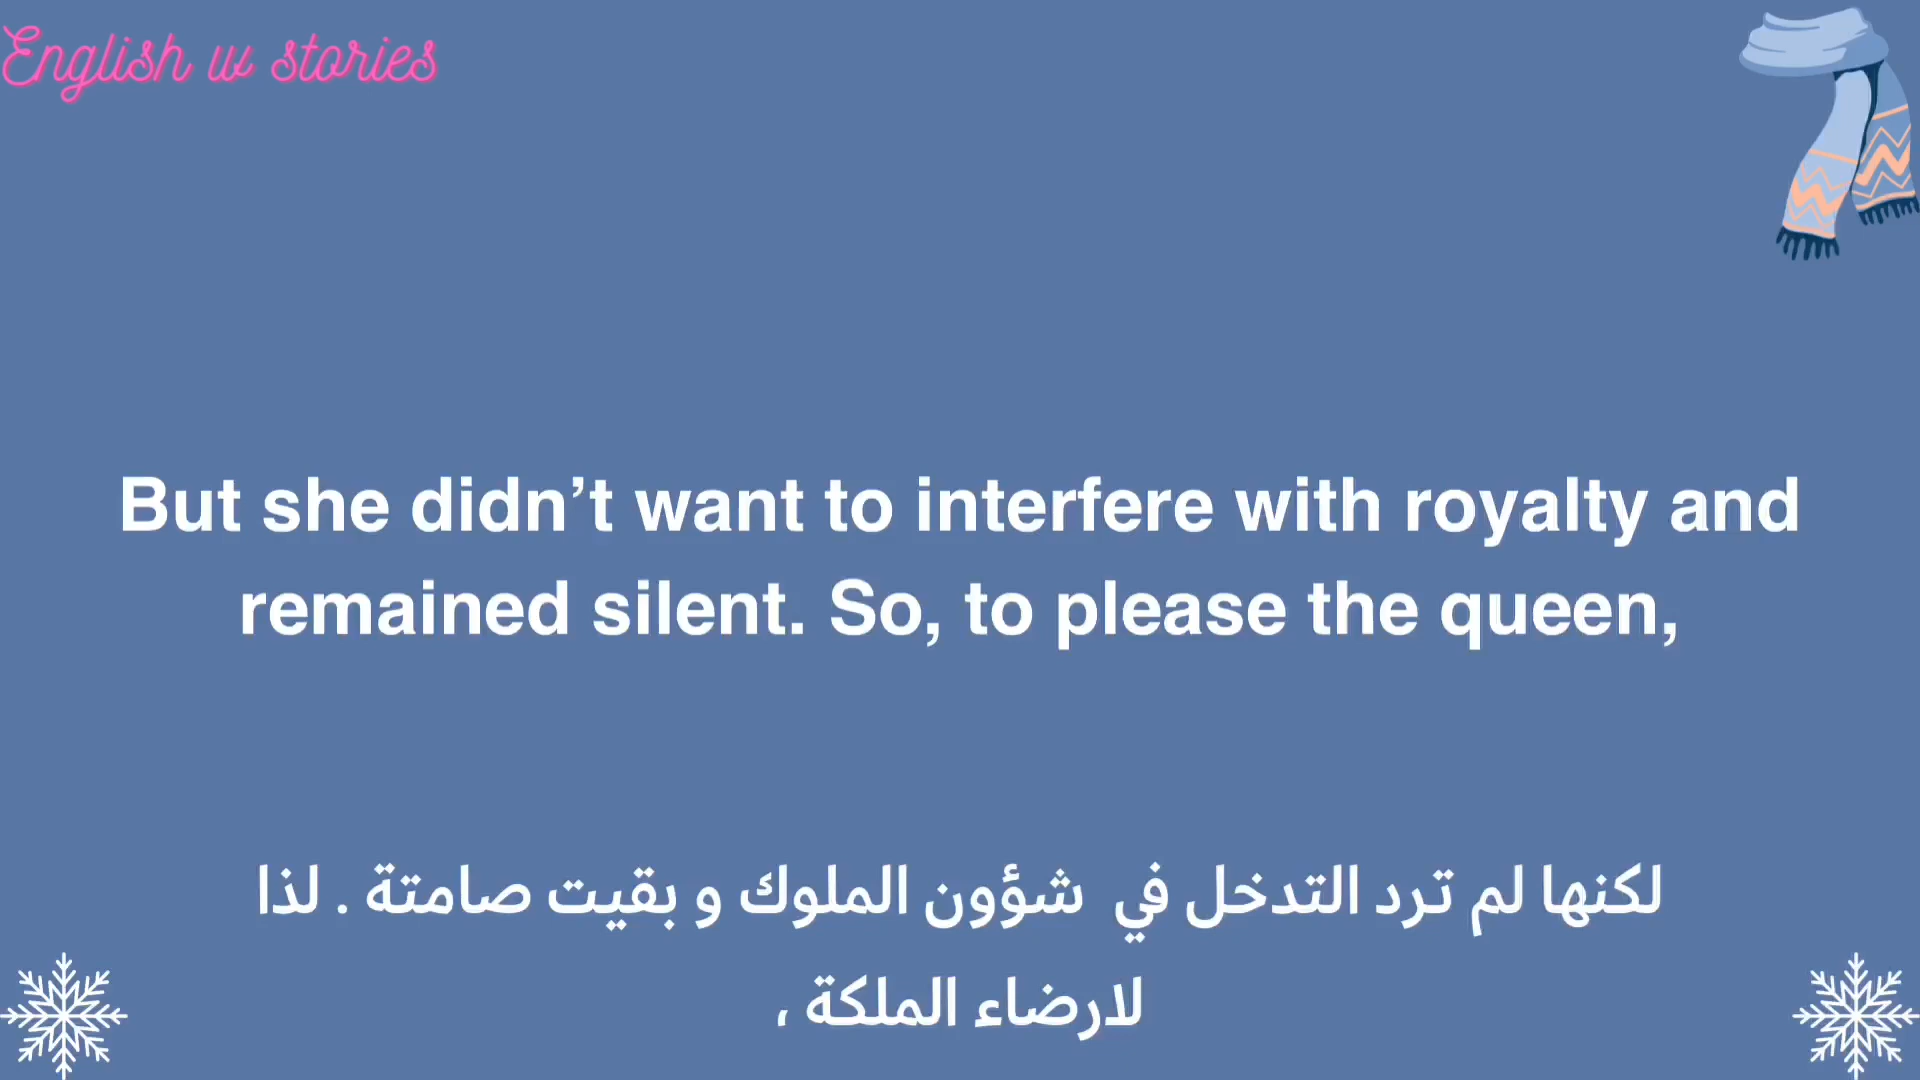 English w stories
But she didn’t want to interfere with royalty and
remained silent. So, to please the queen,
لكنها لم ترد التدخل في شؤون الملوك و بقيت صامتة . لذا
لارضاء الملكة ،